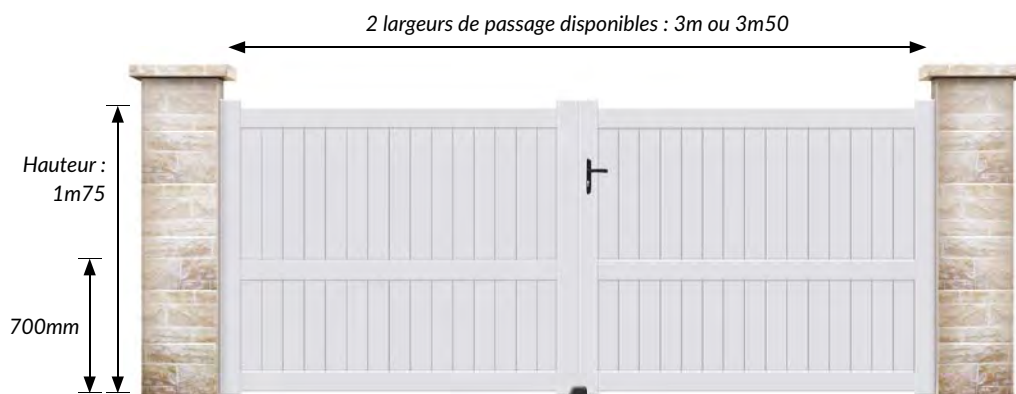 2 largeurs de passage disponibles : 3m ou 3m50
Hauteur :
1m75
700mm